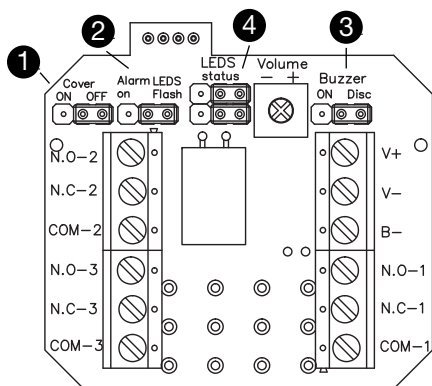 1
2
4
3
Cover
ON OFF
Alarm LEDS
on Flash
LEDS
status
Volume
− +
Buzzer
ON Disc
N.O-2
N.C-2
COM-2
N.O-3
N.C-3
COM-3
V+
V-
B-
N.O-1
N.C-1
COM-1